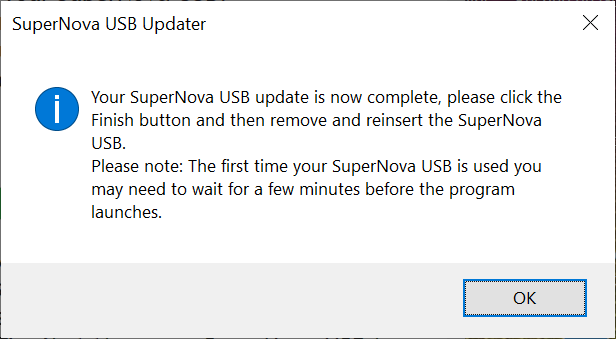 SuperNova USB Updater
Your SuperNova USB update is now complete, please click the
Finish button and then remove and reinsert the SuperNova
USB.
Please note: The first time your SuperNova USB is used you
may need to wait for a few minutes before the program
launches.
OK